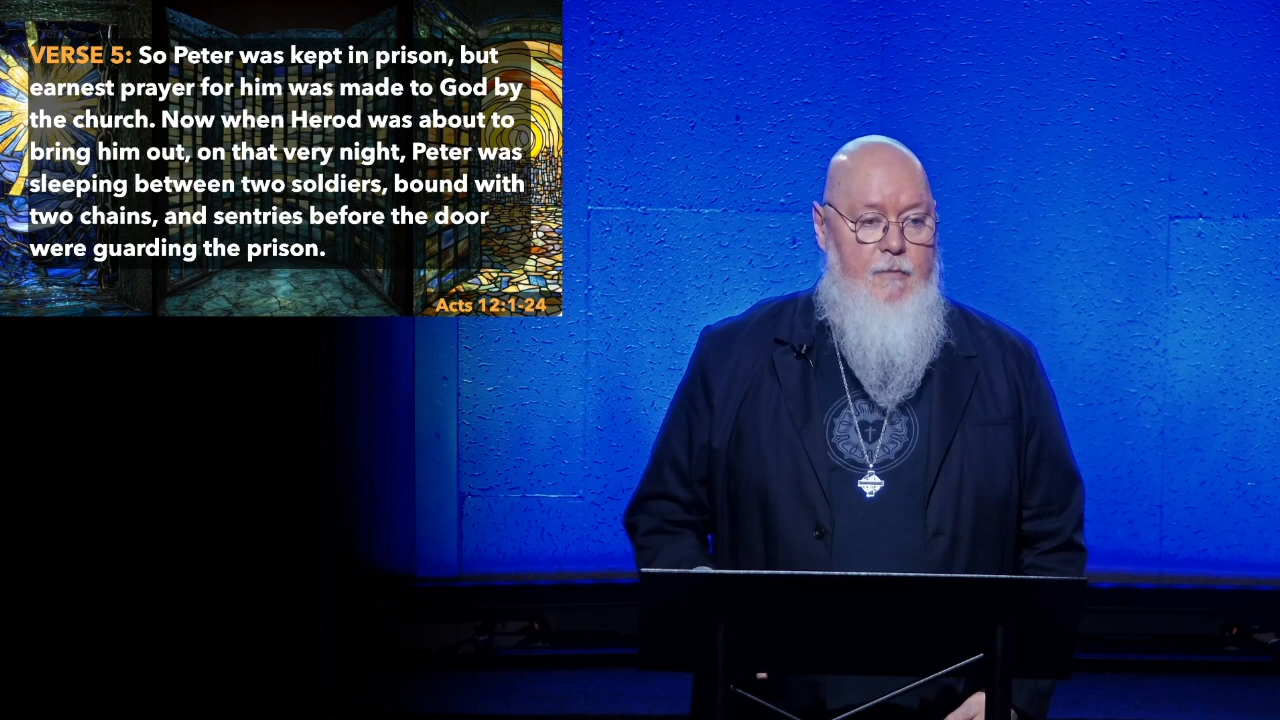 VERSE 5: So Peter was kept in prison, but
earnest prayer for him was made to God by
the church. Now when Herod was about to
bring him out, on that very night, Peter was
sleeping between two soldiers, bound with
two chains, and sentries before the door
were guarding the prison.
Acts 12:1-24